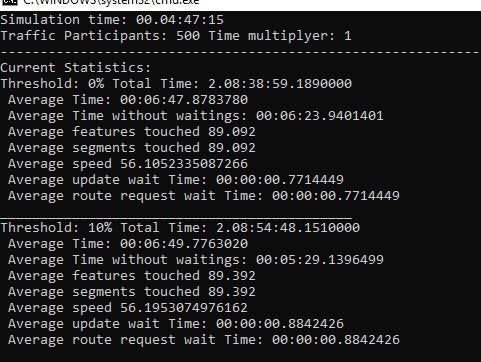 C:\WINDOWS\system32\cmd.exe
Simulation time: 00.04:47:15
Traffic Participants: 500 Time multiplyer: 1
------------------------------------------------------------
Current Statistics:
Threshold: 0% Total Time: 2.08:38:59.1890000
Average Time: 00:06:47.8783780
Average Time without waitings: 00:06:23.9401401
Average features touched 89.092
Average segments touched 89.092
Average speed 56.1052335087266
Average update wait Time: 00:00:00.7714449
Average route request wait Time: 00:00:00.7714449
____________________________________________
Threshold: 10% Total Time: 2.08:54:48.1510000
Average Time: 00:06:49.7763020
Average Time without waitings: 00:05:29.1396499
Average features touched 89.392
Average segments touched 89.392
Average speed 56.1953074976162
Average update wait Time: 00:00:00.8842426
Average route request wait Time: 00:00:00.8842426